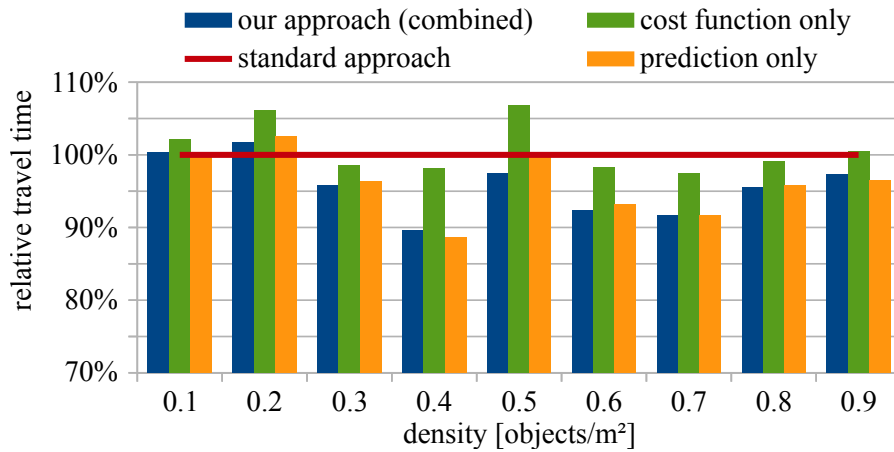 our approach (combined)
cost function only
standard approach
prediction only
relative travel time
110%
100%
90%
80%
70%
0.1 0.2 0.3 0.4 0.5 0.6 0.7 0.8 0.9
density [objects/m²]